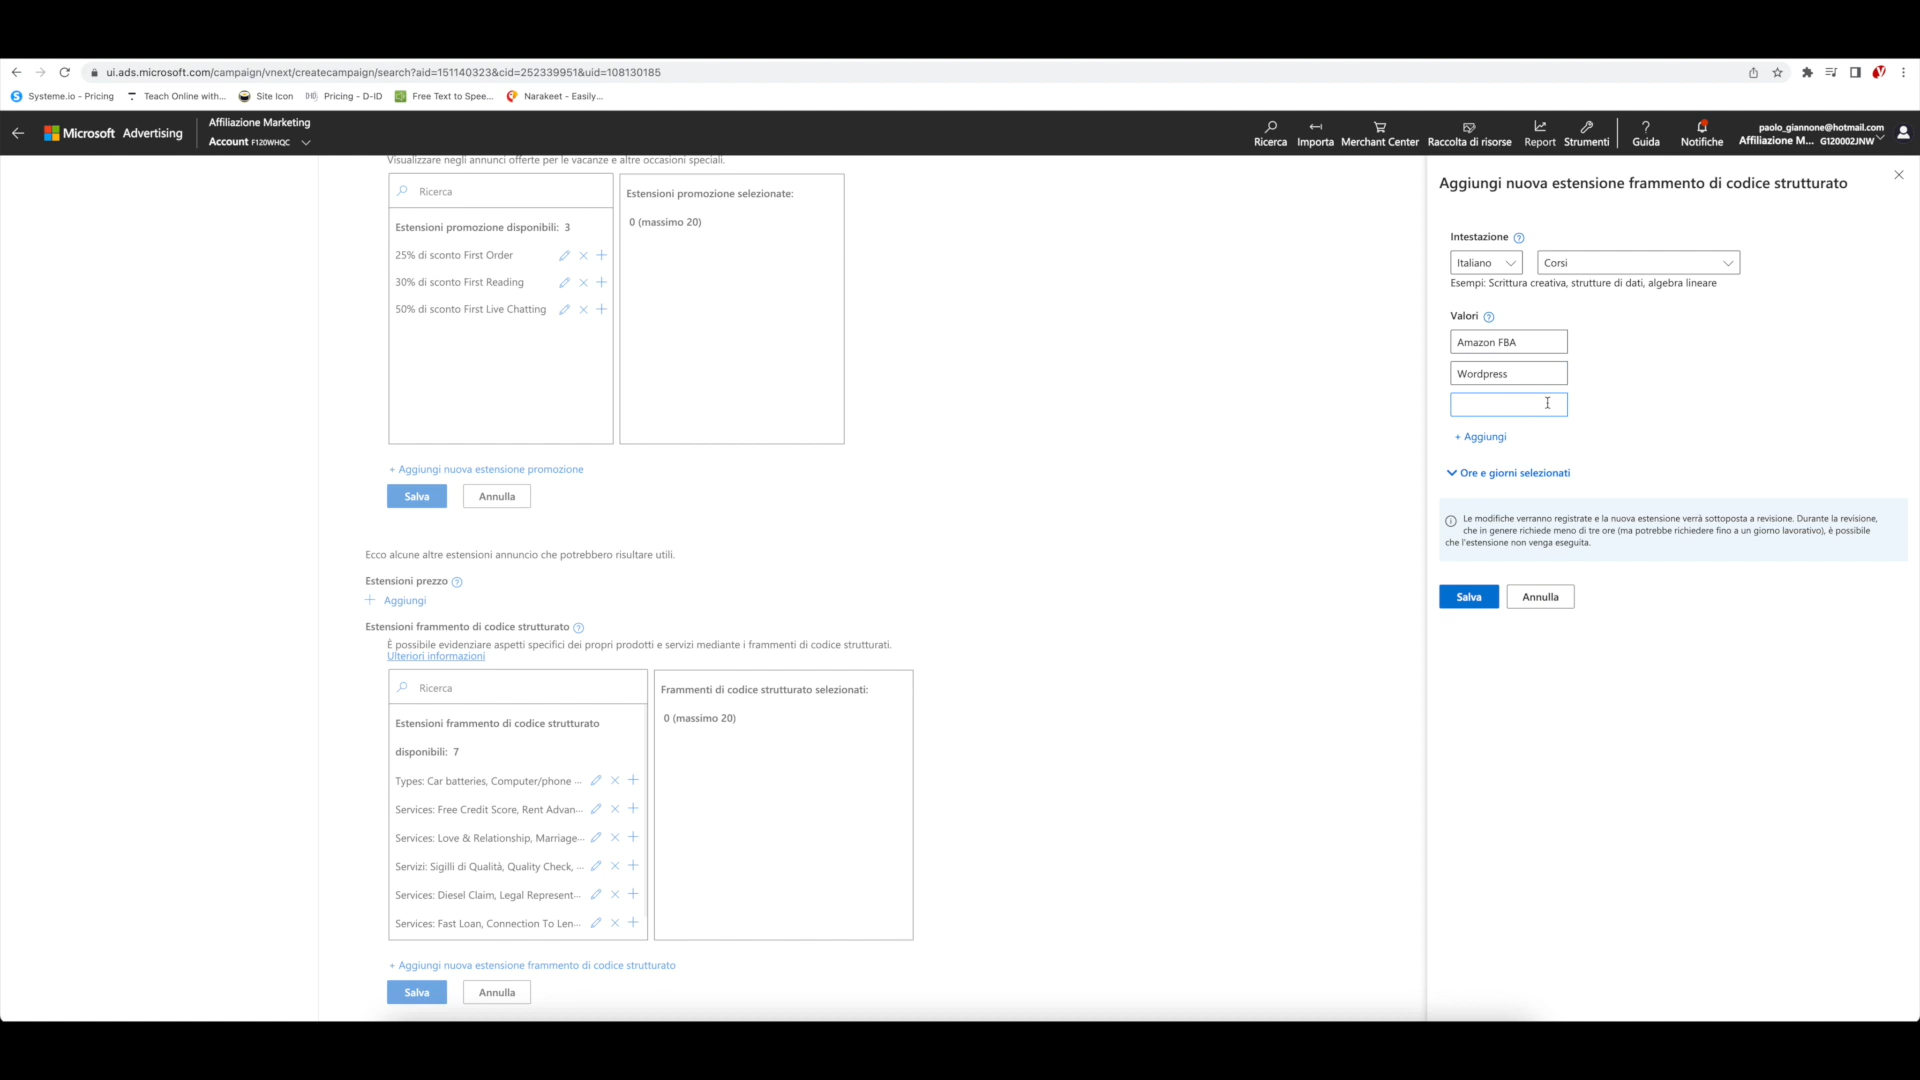 ui.ads.microsoft.com/campaign/vnext/createcampaign/search?aid=151140323&cid=252339951&uid=108130185
Systeme.io - Pricing
Teach Online with...
Site Icon
Pricing - D-ID
Free Text to Spee...
Narakeet - Easily...
Microsoft Advertising
Affiliazione Marketing
Account F120WHQC
Ricerca
Importa
Merchant Center
Raccolta di risorse
Report
Strumenti
Guida
Notifiche
paolo_giannone@hotmail.com
Affiliazione M... G120002JNW
Visualizzare negli annunci offerte per le vacanze e altre occasioni speciali.
Ricerca
Estensioni promozione disponibili: 3
25% di sconto First Order
30% di sconto First Reading
50% di sconto First Live Chatting
Estensioni promozione selezionate:
0 (massimo 20)
+ Aggiungi nuova estensione promozione
Salva
Annulla
Ecco alcune altre estensioni annuncio che potrebbero risultare utili.
Estensioni prezzo
Aggiungi
Estensioni frammento di codice strutturato
È possibile evidenziare aspetti specifici dei propri prodotti e servizi mediante i frammenti di codice strutturati.
Ulteriori informazioni
Ricerca
Estensioni frammento di codice strutturato
disponibili: 7
Types: Car batteries, Computer/phone ...
Services: Free Credit Score, Rent Advan...
Services: Love & Relationship, Marriage...
Servizi: Sigilli di Qualità, Quality Check, ...
Services: Diesel Claim, Legal Represent...
Services: Fast Loan, Connection To Len...
Frammenti di codice strutturato selezionati:
0 (massimo 20)
+ Aggiungi nuova estensione frammento di codice strutturato
Salva
Annulla
Aggiungi nuova estensione frammento di codice strutturato
Intestazione
Italiano
Corsi
Esempi: Scrittura creativa, strutture di dati, algebra lineare
Valori
Amazon FBA
Wordpress
+ Aggiungi
Ore e giorni selezionati
Le modifiche verranno registrate e la nuova estensione verrà sottoposta a revisione. Durante la revisione,
che in genere richiede meno di tre ore (ma potrebbe richiedere fino a un giorno lavorativo), è possibile
che l'estensione non venga eseguita.
Salva
Annulla